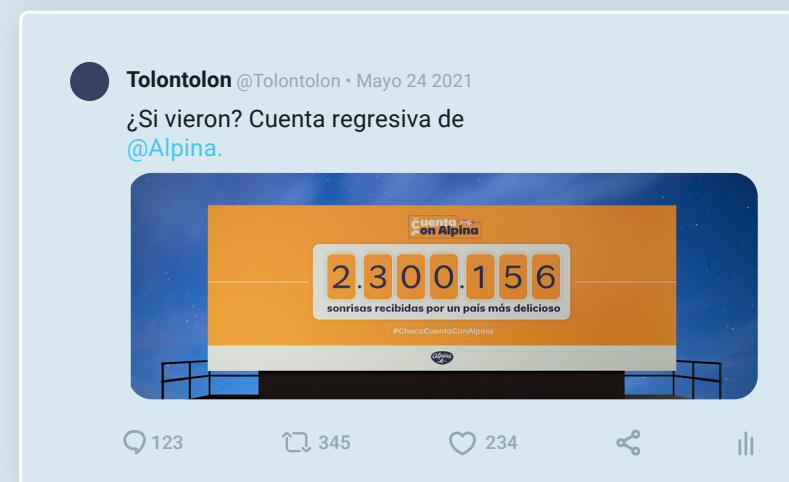 Tolontolon @Tolontolon • Mayo 24 2021
¿Si vieron? Cuenta regresiva de
@Alpina.
Cuenta
Con Alpina
2.300.156
sonrisas recibidas por un país más delicioso
#ChocoCuentaConAlpina
alpina
123 345 234